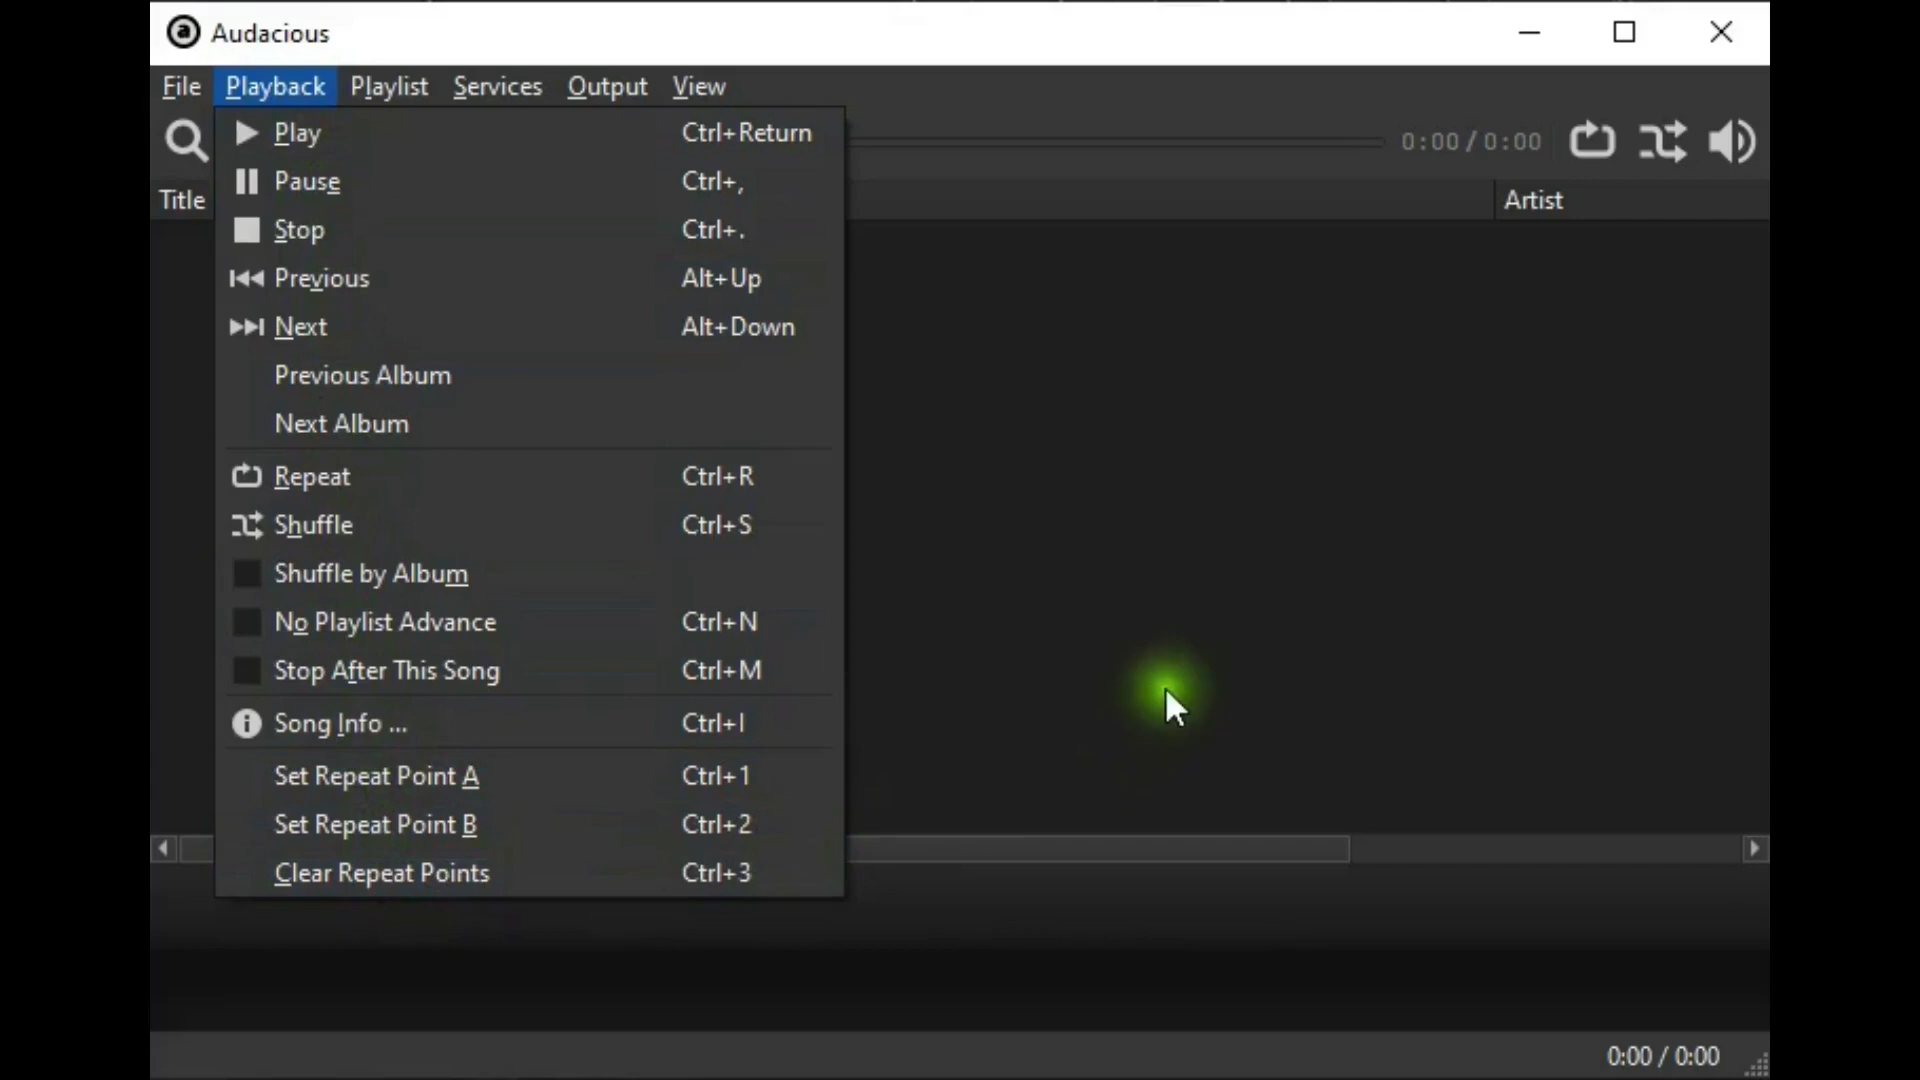 Audacious
File Playback Playlist Services Output View
Play Ctrl+Return
0:00 / 0:00
Pause Ctrl+,
Title Artist
Stop Ctrl+.
Previous Alt+Up
Next Alt+Down
Previous Album
Next Album
Repeat Ctrl+R
Shuffle Ctrl+S
Shuffle by Album
No Playlist Advance Ctrl+N
Stop After This Song Ctrl+M
Song Info ... Ctrl+I
Set Repeat Point A Ctrl+1
Set Repeat Point B Ctrl+2
Clear Repeat Points Ctrl+3
0:00 / 0:00